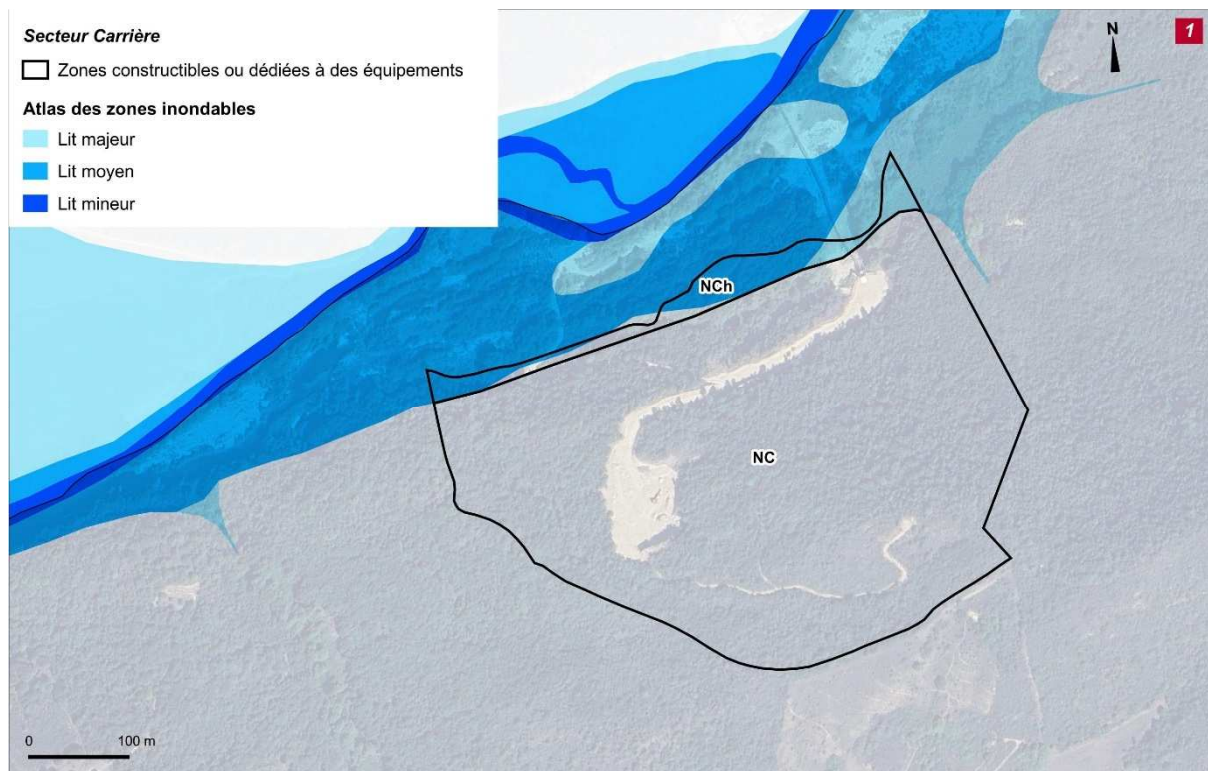 Secteur Carrière
Zones constructibles ou dédiées à des équipements
Atlas des zones inondables
Lit majeur
Lit moyen
Lit mineur
N
1
NCh
NC
0 100 m